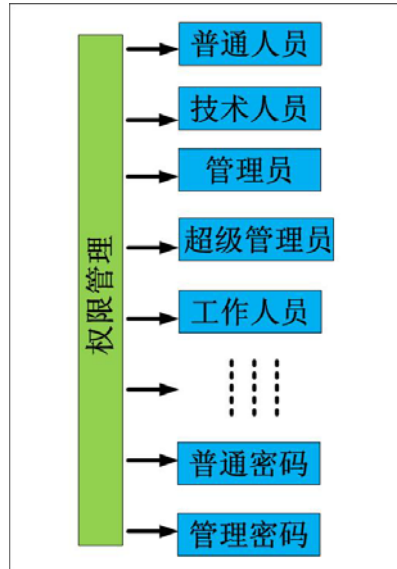 权限管理
普通人员
技术人员
管理员
超级管理员
工作人员
普通密码
管理密码